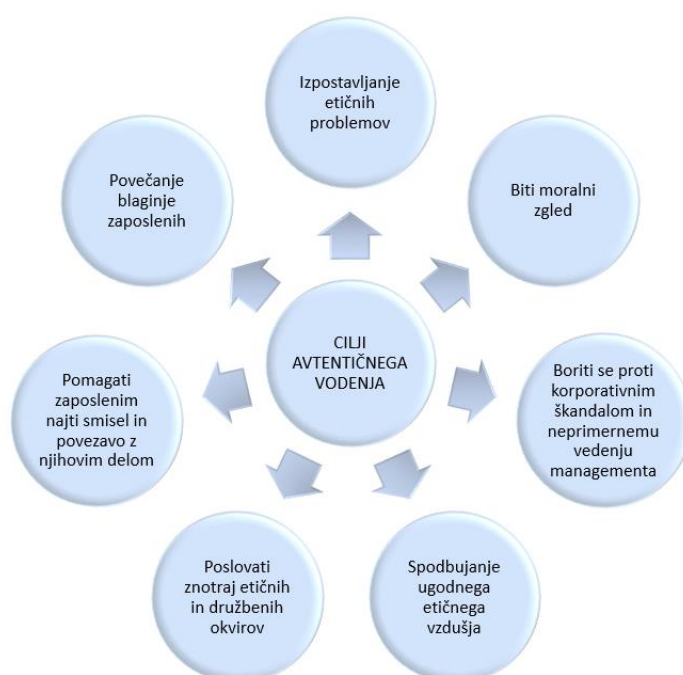 Izpostavljanje
etičnih
problemov
Biti moralni
zgled
Boriti se proti
korporativnim
škandalom in
neprimernemu
vedenju
managementa
Spodbujanje
ugodnega
etičnega
vzdušja
Poslovati
znotraj etičnih
in družbenih
okvirov
Pomagati
zaposlenim
najti smisel in
povezavo z
njihovim delom
Povečanje
blaginje
zaposlenih
CILJI
AVTENTIČNEGA
VODENJA